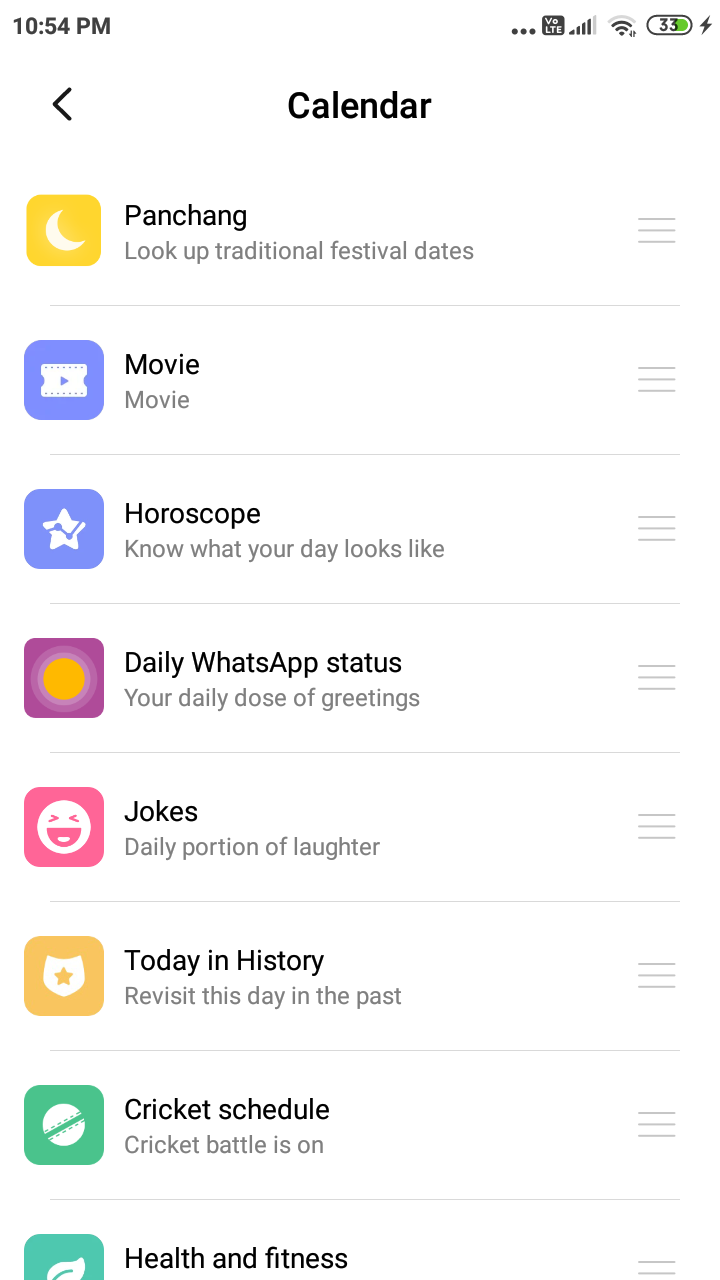 10:54 PM
Vo LTE
33
Calendar
Panchang
Look up traditional festival dates
Movie
Movie
Horoscope
Know what your day looks like
Daily WhatsApp status
Your daily dose of greetings
Jokes
Daily portion of laughter
Today in History
Revisit this day in the past
Cricket schedule
Cricket battle is on
Health and fitness